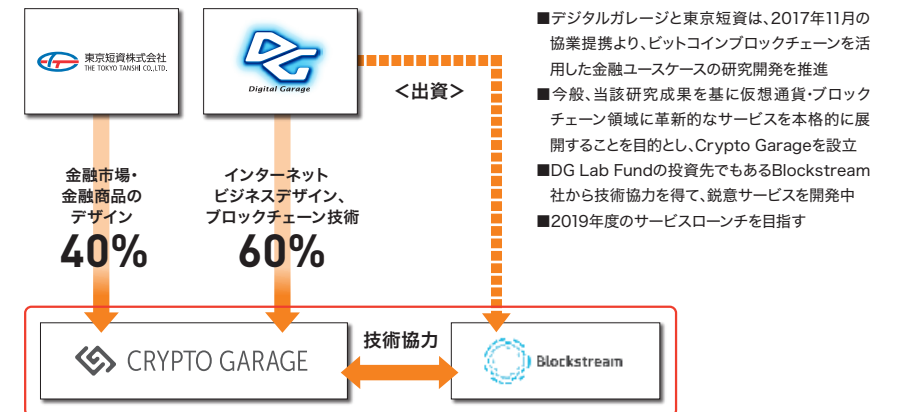 東京短資株式会社
THE TOKYO TANSHI CO.,LTD.
DG
Digital Garage
<出資>
金融市場・
金融商品の
デザイン
40%
インターネット
ビジネスデザイン、
ブロックチェーン技術
60%
CRYPTO GARAGE
技術協力
Blockstream
■デジタルガレージと東京短資は、2017年11月の
協業提携より、ビットコインブロックチェーンを活
用した金融ユースケースの研究開発を推進
■今般、当該研究成果を基に仮想通貨・ブロック
チェーン領域に革新的なサービスを本格的に展
開することを目的とし、Crypto Garageを設立
■DG Lab Fundの投資先でもあるBlockstream
社から技術協力を得て、鋭意サービスを開発中
■2019年度のサービスローンチを目指す